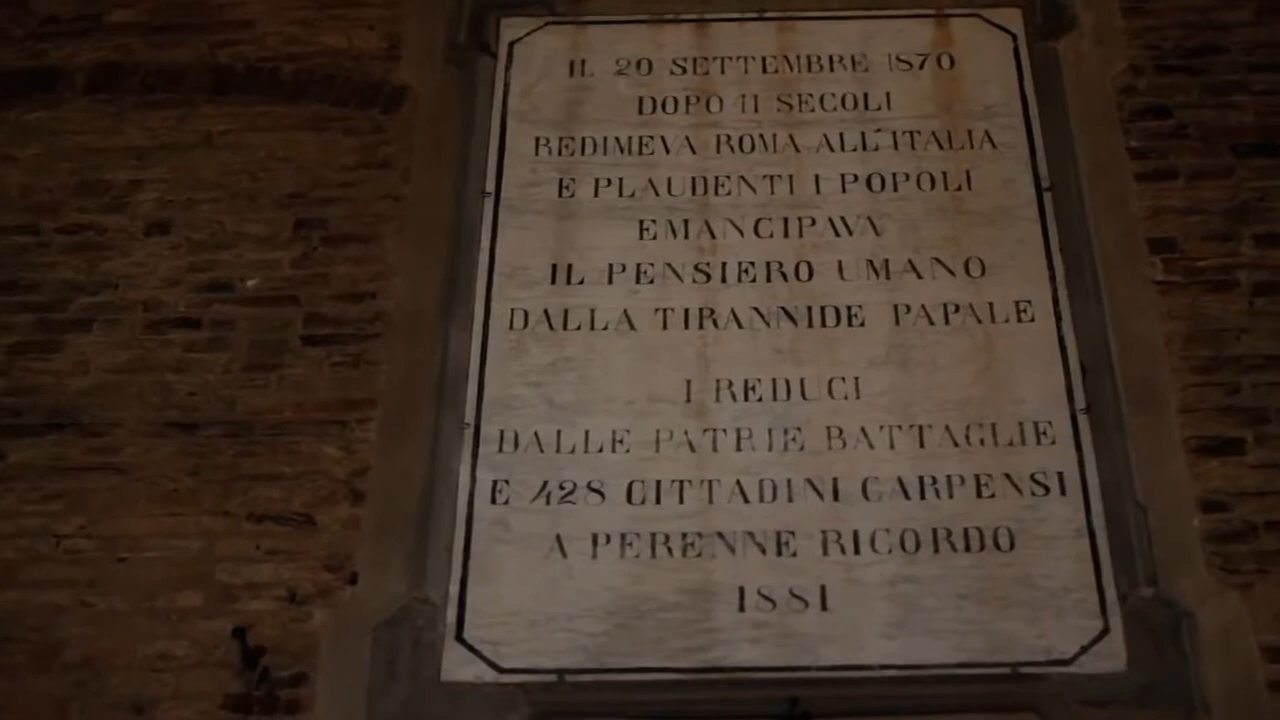 IL 20 SETTEMBRE 1870
DOPO 11 SECOLI
REDIMEVA ROMA ALL'ITALIA
E PLAUDENTI I POPOLI
EMANCIPAVA
IL PENSIERO UMANO
DALLA TIRANNIDE PAPALE
I REDUCI
DALLE PATRIE BATTAGLIE
E 428 CITTADINI CARPENSI
A PERENNE RICORDO
1881